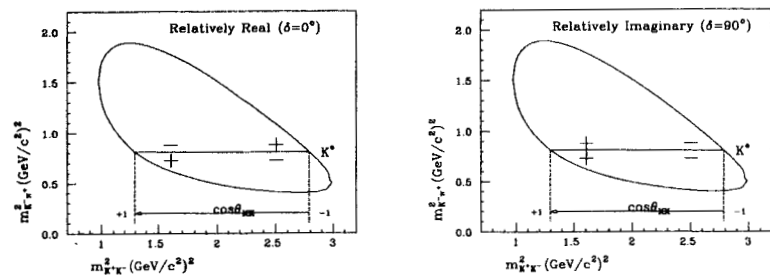 Relatively Real (δ=0°)
2.0
1.5
1.0
0.5
0.0
m²K⁻π⁺(GeV/c²)²
K*
+1
cosθKK
-1
1
1.5
2
2.5
3
m²K⁺K⁻(GeV/c²)²
Relatively Imaginary (δ=90°)
2.0
1.5
1.0
0.5
0.0
m²K⁻π⁺(GeV/c²)²
K*
+1
cosθKK
-1
1
1.5
2
2.5
3
m²K⁺K⁻(GeV/c²)²